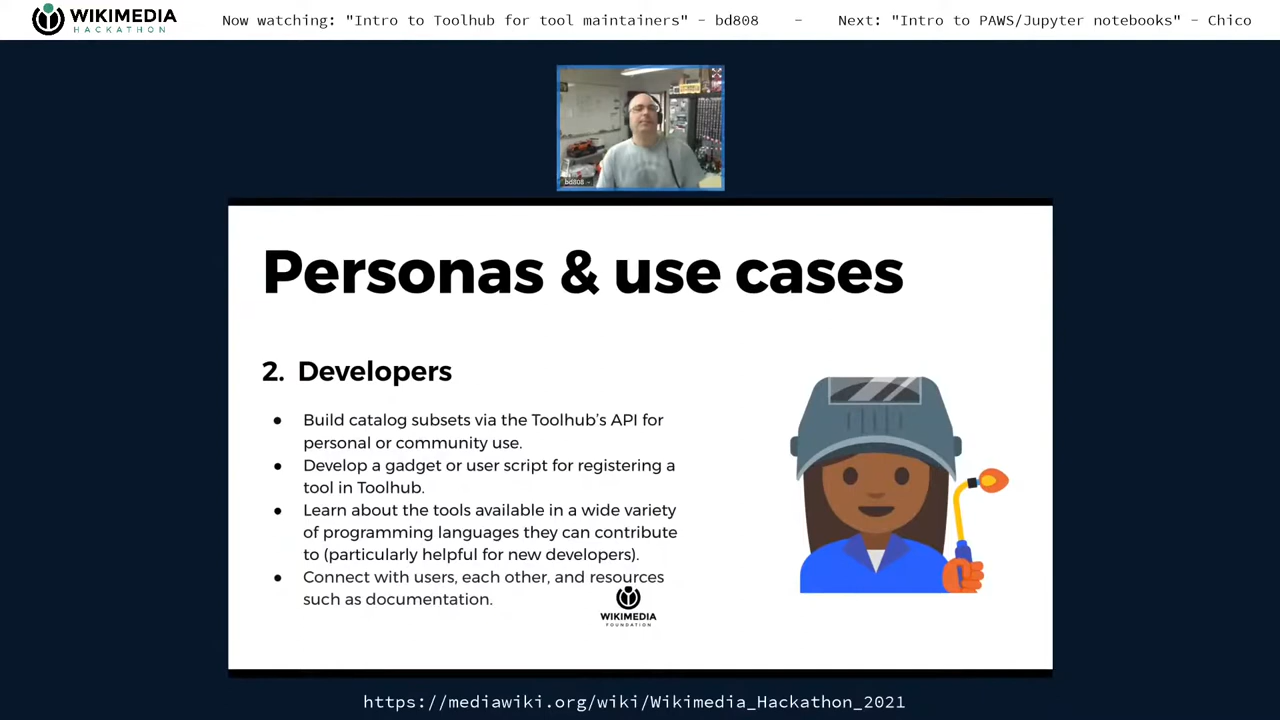 WIKIMEDIA
HACKATHON
Now watching: "Intro to Toolhub for tool maintainers" - bd808 - Next: "Intro to PAWS/Jupyter notebooks" - Chico
bd808
Personas & use cases
2. Developers
● Build catalog subsets via the Toolhub's API for
personal or community use.
● Develop a gadget or user script for registering a
tool in Toolhub.
● Learn about the tools available in a wide variety
of programming languages they can contribute
to (particularly helpful for new developers).
● Connect with users, each other, and resources
such as documentation.
WIKIMEDIA
FOUNDATION
https://mediawiki.org/wiki/Wikimedia_Hackathon_2021